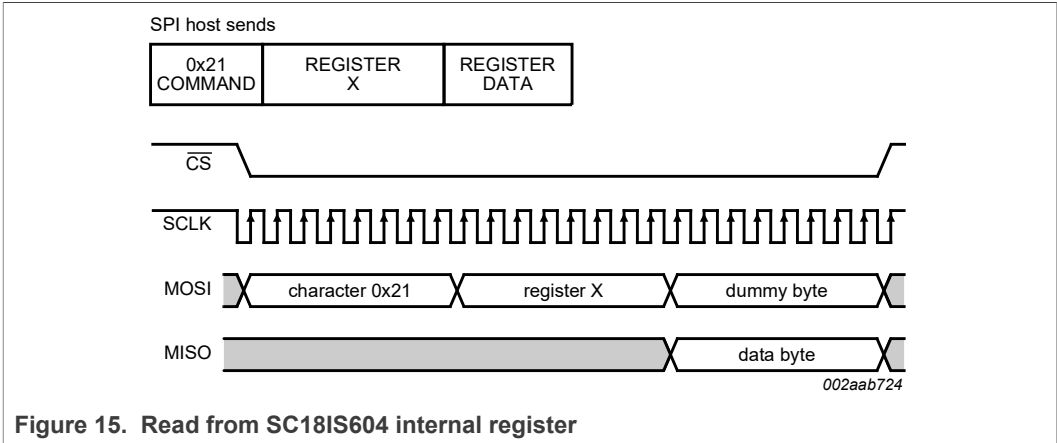 SPI host sends
0x21 COMMAND
REGISTER X
REGISTER DATA
CS
SCLK
MOSI
character 0x21
register X
dummy byte
MISO
data byte
002aab724
Figure 15. Read from SC18IS604 internal register